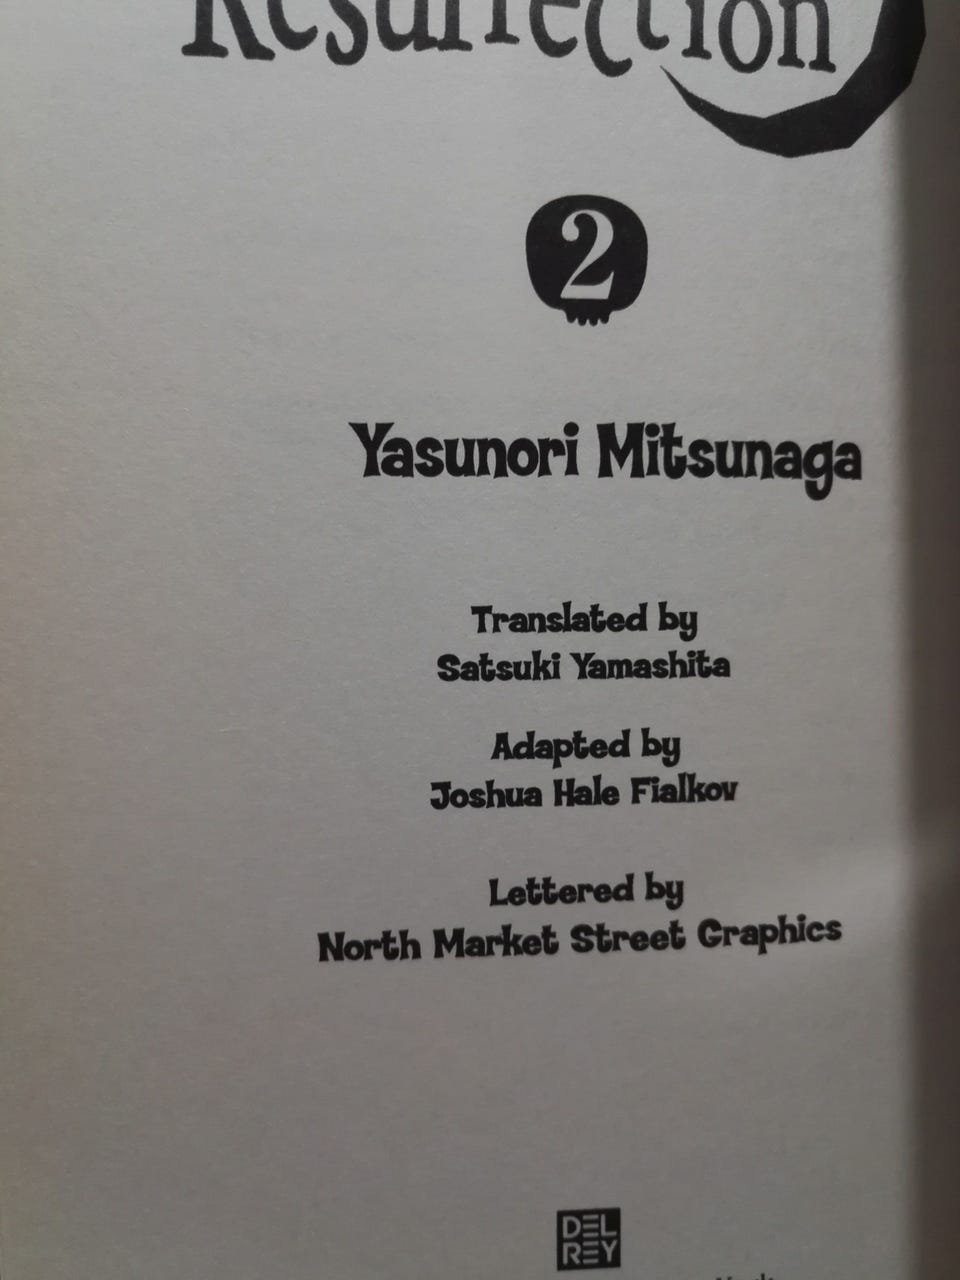 Resurrection
2
Yasunori Mitsunaga
Translated by
Satsuki Yamashita
Adapted by
Joshua Hale Fialkov
Lettered by
North Market Street Graphics
DEL
REY